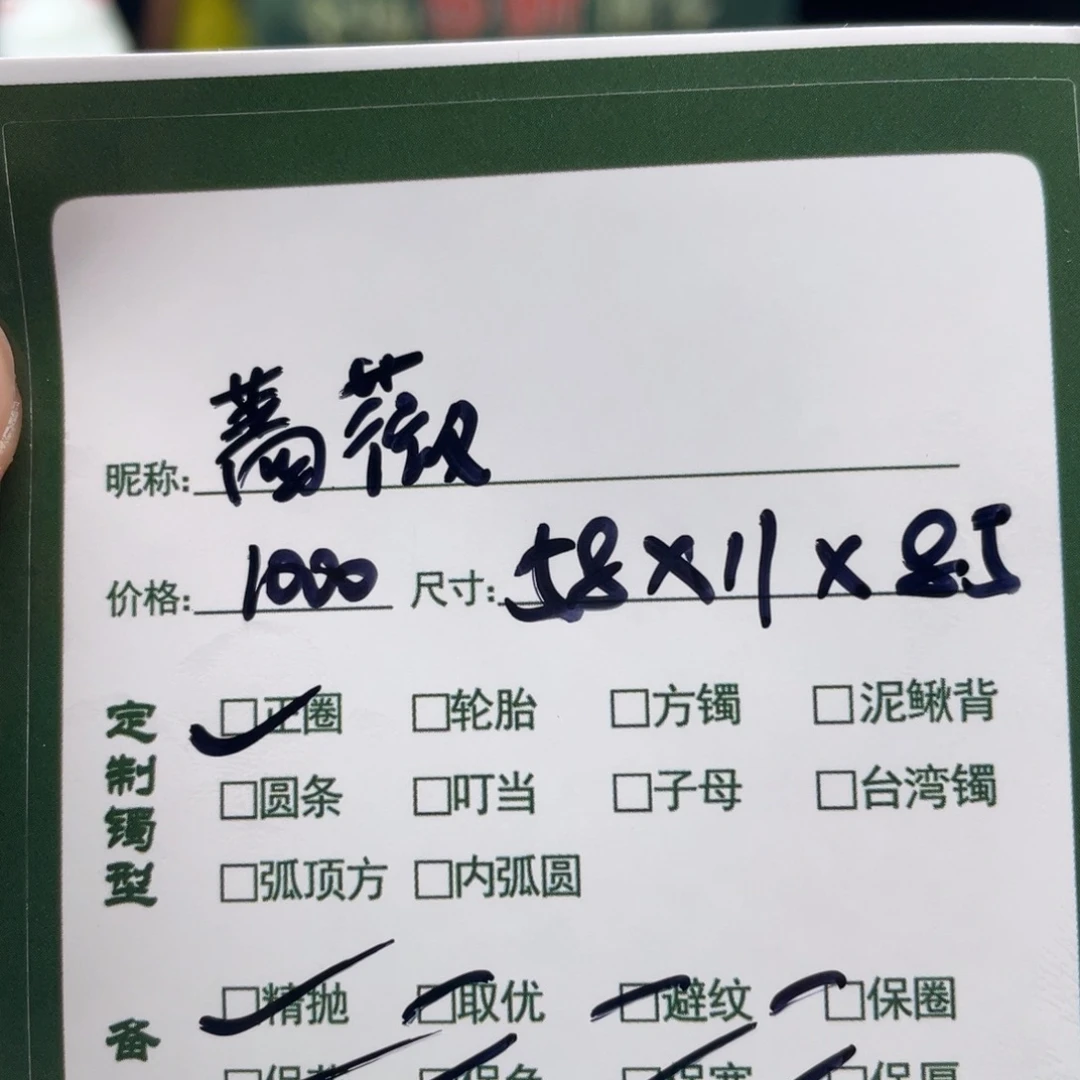 昵称: 蔷薇
价格: 1000 尺寸: 58×11×8.5
定制镯型
□正圈 □轮胎 □方镯 □泥鳅背
□圆条 □叮当 □子母 □台湾镯
□弧顶方 □内弧圆
备
□精抛 □取优 □避纹 □保圈